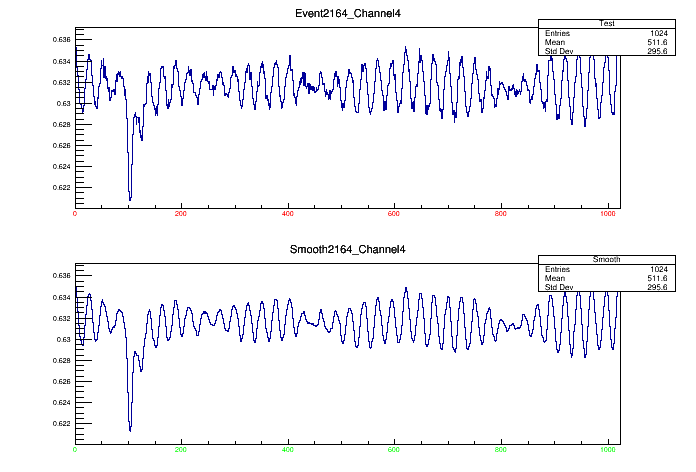 Event2164_Channel4
Test
Entries 1024
Mean 511.6
Std Dev 295.6
0.636
0.634
0.632
0.63
0.628
0.626
0.624
0.622
0 200 400 600 800 1000
Smooth2164_Channel4
Smooth
Entries 1024
Mean 511.6
Std Dev 295.6
0.636
0.634
0.632
0.63
0.628
0.626
0.624
0.622
0 200 400 600 800 1000